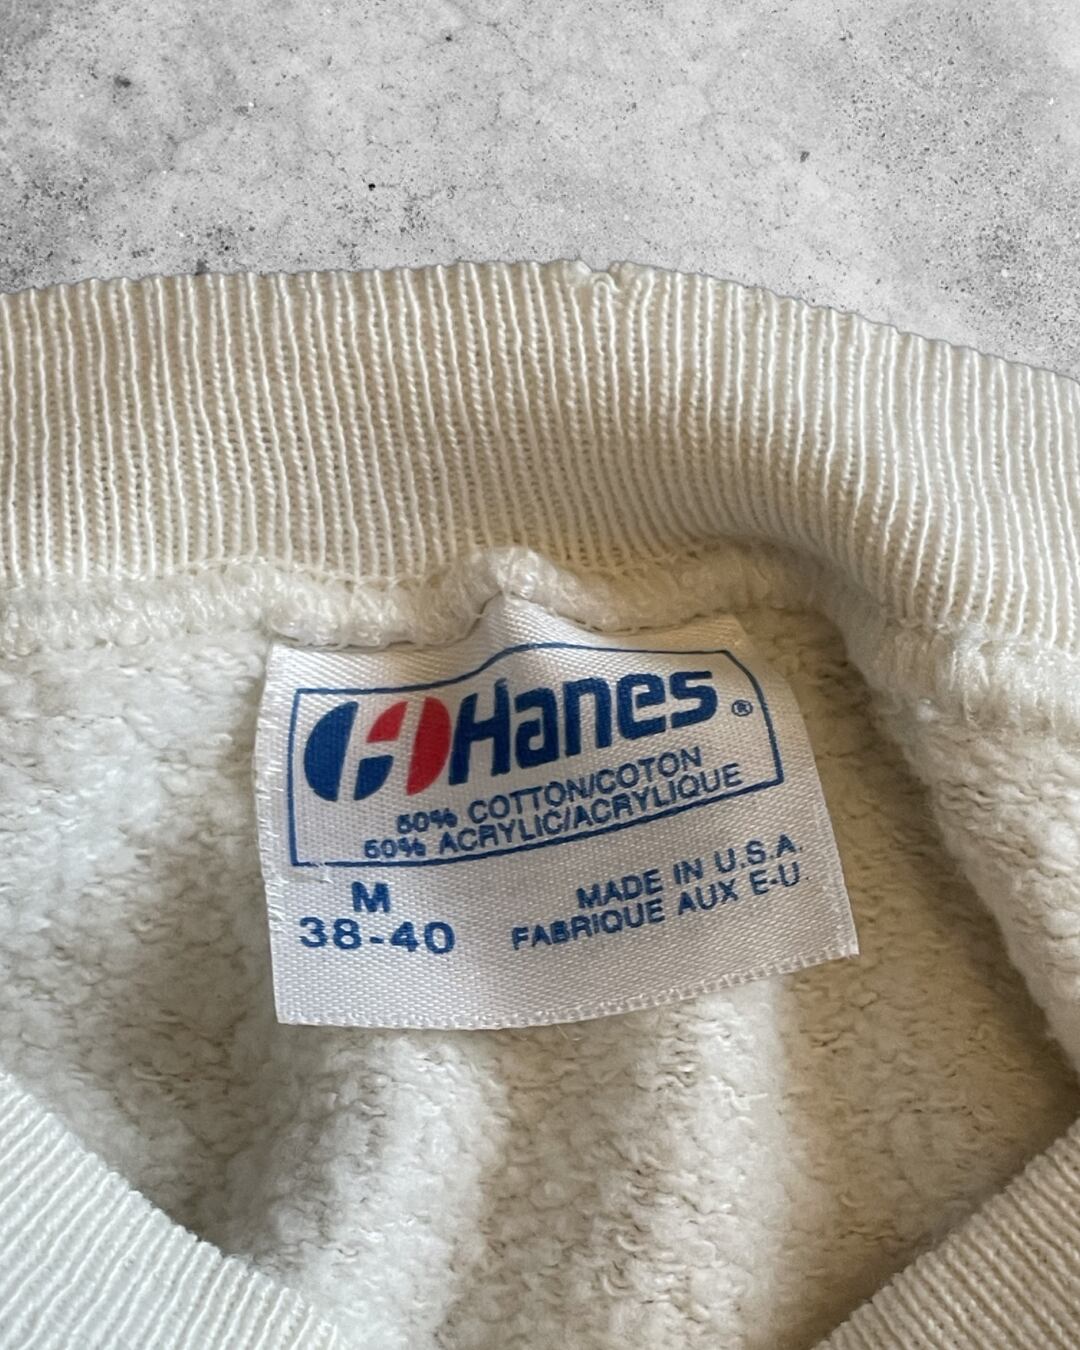 Hanes®
50% COTTON/COTON
50% ACRYLIC/ACRYLIQUE
M
38-40
MADE IN U.S.A.
FABRIQUE AUX E-U.